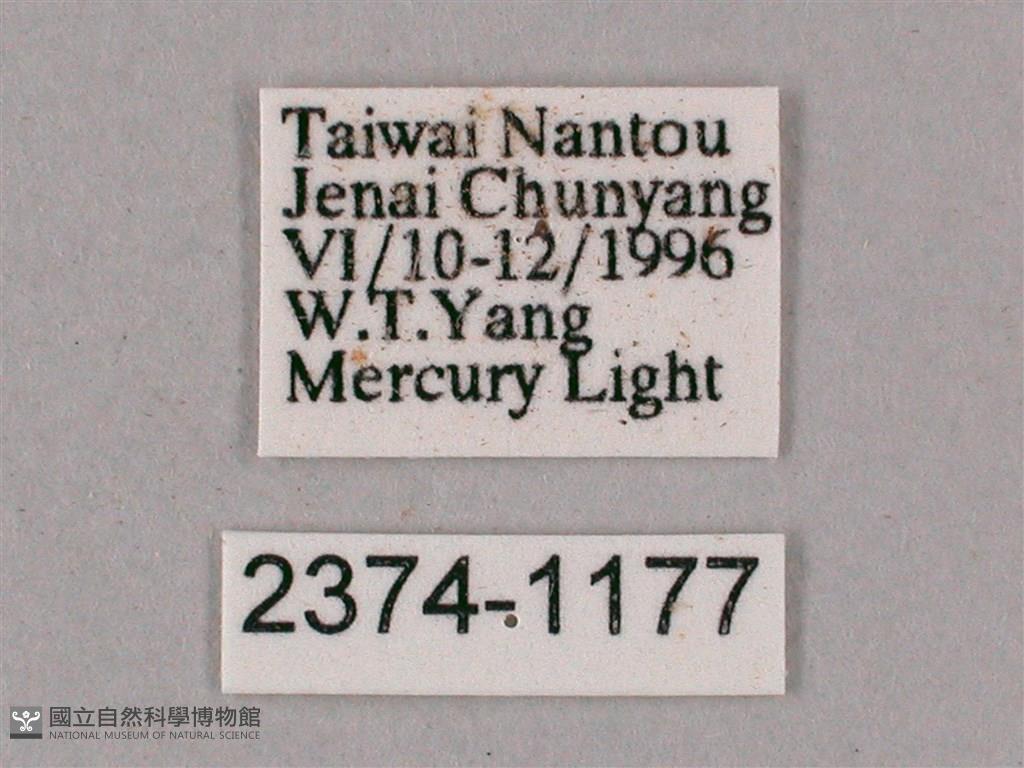 Taiwai Nantou
Jenai Chunyang
VI/10-12/1996
W.T.Yang
Mercury Light
2374-1177
國立自然科學博物館
NATIONAL MUSEUM OF NATURAL SCIENCE